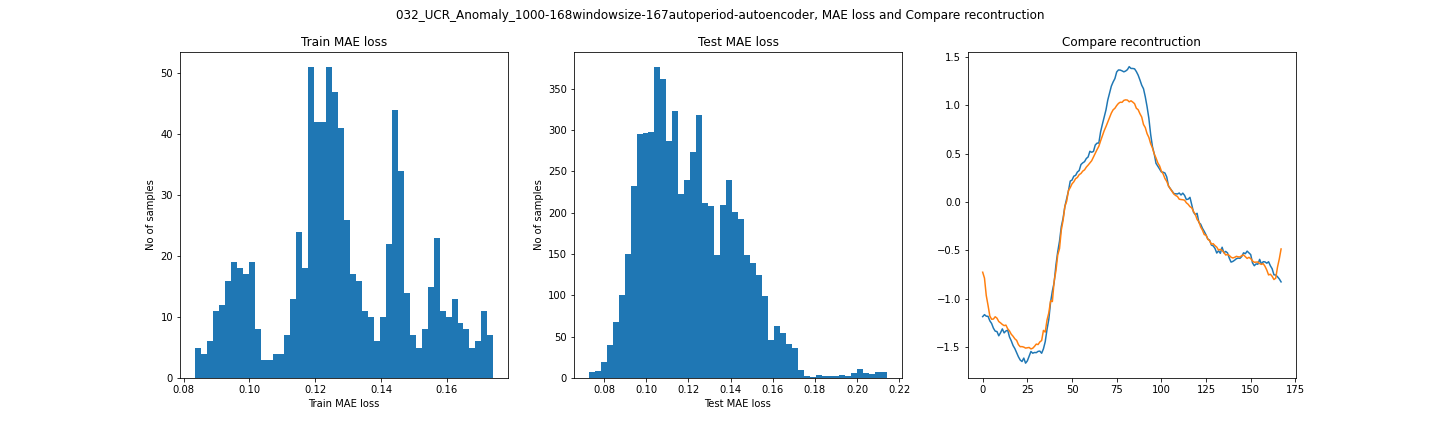 032_UCR_Anomaly_1000-168windowsize-167autoperiod-autoencoder, MAE loss and Compare recontruction
Train MAE loss
No of samples
50
40
30
20
10
0
0.08 0.10 0.12 0.14 0.16
Train MAE loss
Test MAE loss
No of samples
350
300
250
200
150
100
50
0
0.08 0.10 0.12 0.14 0.16 0.18 0.20 0.22
Test MAE loss
Compare recontruction
1.5
1.0
0.5
0.0
−0.5
−1.0
−1.5
0 25 50 75 100 125 150 175